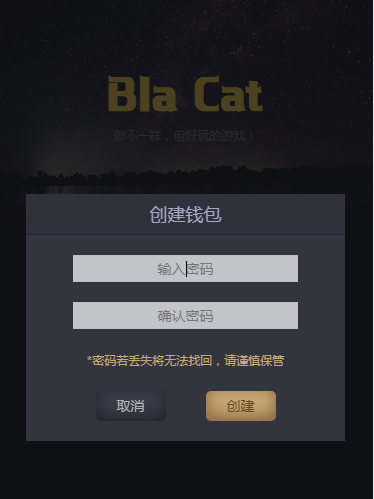 Bla Cat
做不一样，但好玩的游戏！
创建钱包
输入密码
确认密码
*密码若丢失将无法找回，请谨慎保管
取消
创建